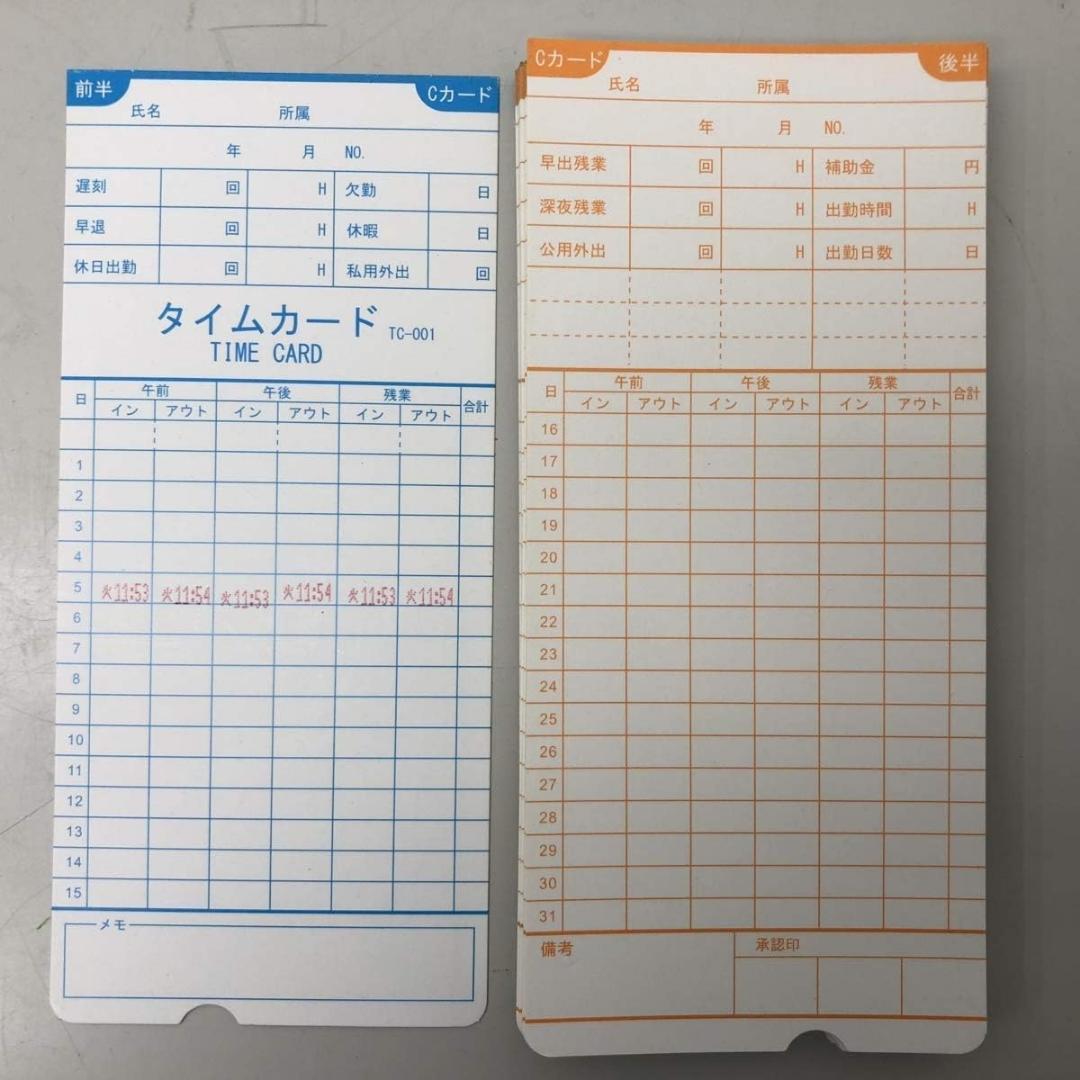 前半 Cカード
氏名 所属
年 月 NO.
遅刻 回 H 欠勤 日
早退 回 H 休暇 日
休日出勤 回 H 私用外出 回
タイムカード TC-001
TIME CARD
日 午前 午後 残業 合計
イン アウト イン アウト イン アウト
1
2
3
4
5 火11:53 火11:54 火11:53 火11:54 火11:53 火11:54
6
7
8
9
10
11
12
13
14
15
メモ
Cカード 後半
氏名 所属
年 月 NO.
早出残業 回 H 補助金 円
深夜残業 回 H 出勤時間 H
公用外出 回 H 出勤日数 日
日 午前 午後 残業 合計
イン アウト イン アウト イン アウト
16
17
18
19
20
21
22
23
24
25
26
27
28
29
30
31
備考 承認印